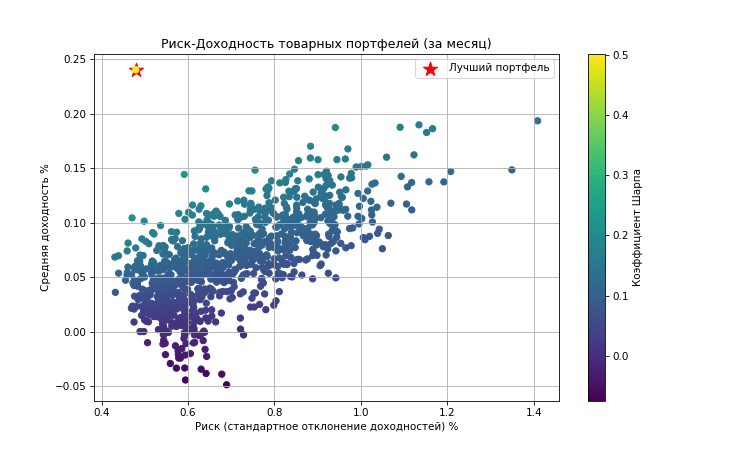 Риск-Доходность товарных портфелей (за месяц)
Лучший портфель
Средняя доходность %
0.25
0.20
0.15
0.10
0.05
0.00
−0.05
0.4 0.6 0.8 1.0 1.2 1.4
Риск (стандартное отклонение доходностей) %
0.5
0.4
0.3
0.2
0.1
0.0
Коэффициент Шарпа